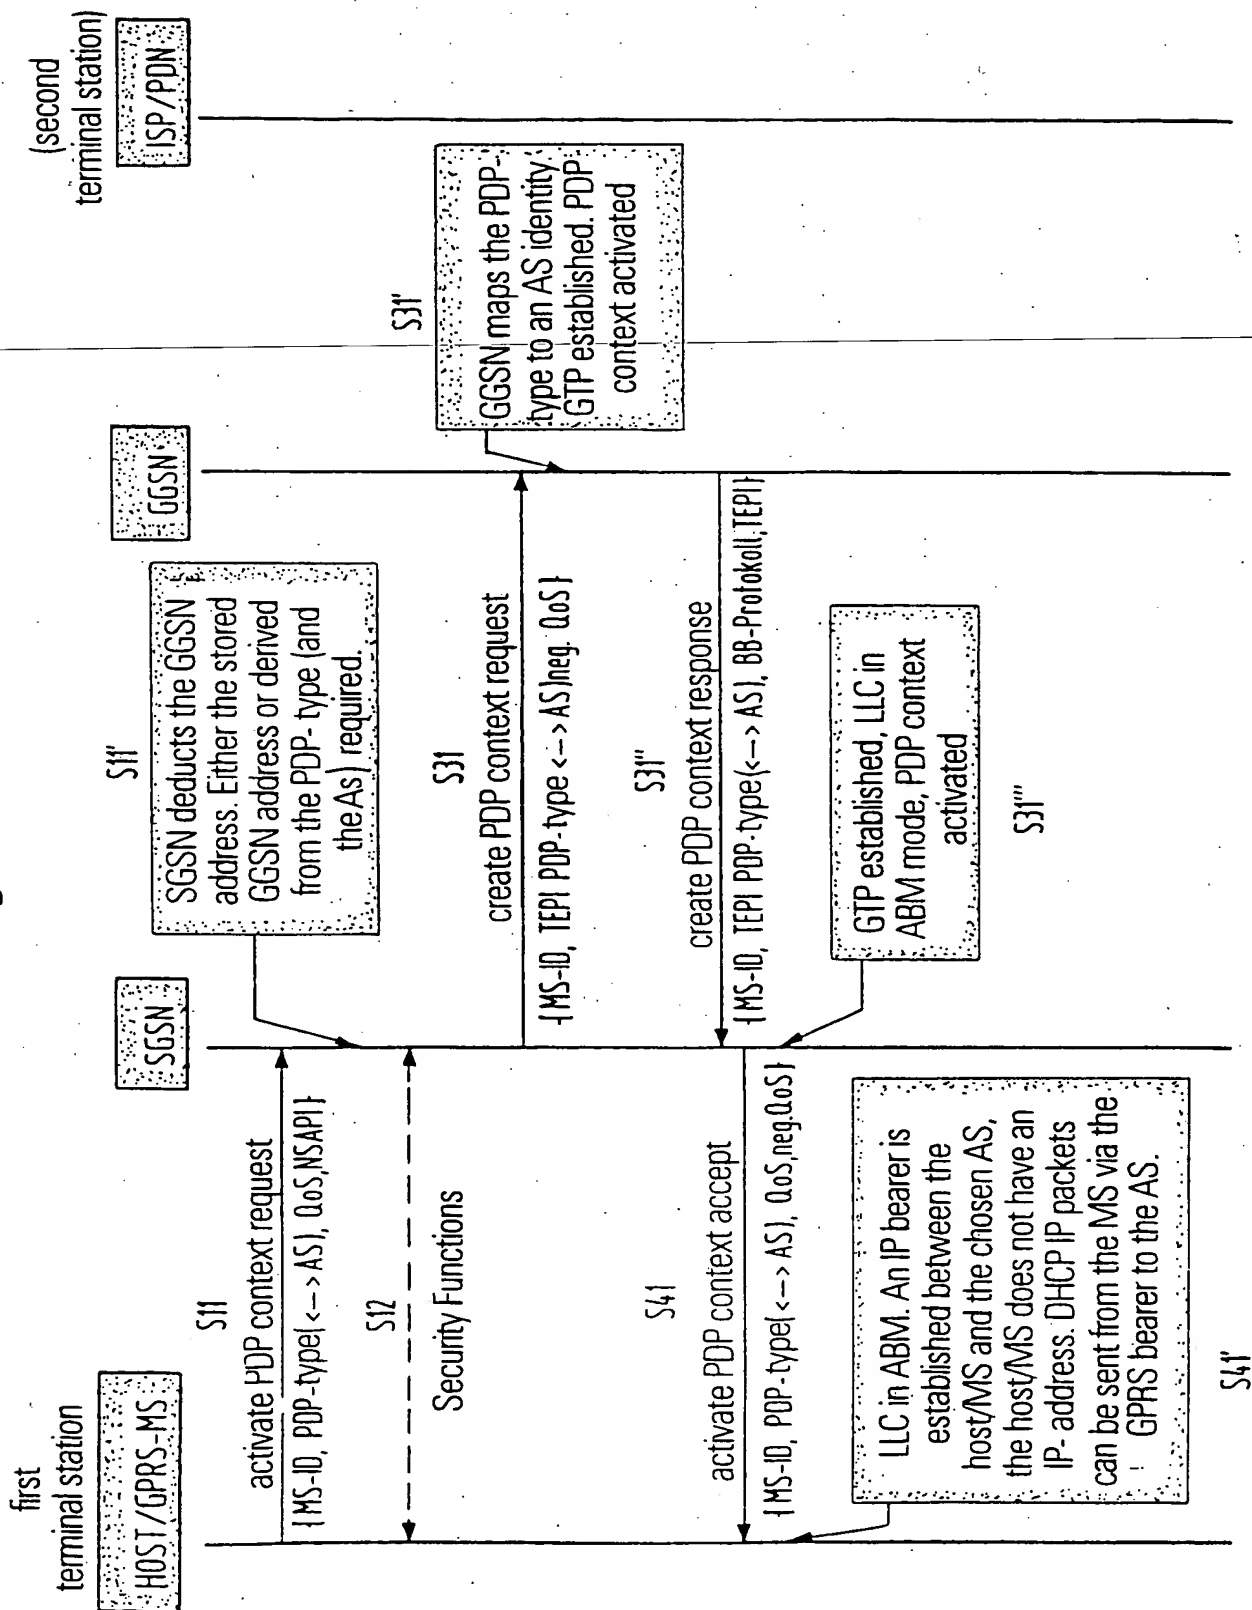 first
terminal station
HOST/GPRS-MS
SGSN
GGSN
(second
terminal station)
ISP/PDN
S11
activate PDP context request
{MS-ID, PDP-type(<-->AS), QoS,NSAPI}
S11'
SGSN deducts the GGSN
address. Either the stored
GGSN address or derived
from the PDP- type (and
the As) required.
S12
Security Functions
S31
create PDP context request
{MS-ID, TEPI PDP-type <-->AS)neg. QoS}
S31'
GGSN maps the PDP-
type to an AS identity
GTP established. PDP
context activated
S31''
create PDP context response
{MS-ID, TEPI PDP-type(<-->AS), BB-Protokoll,TEPI}
GTP established, LLC in
ABM mode, PDP context
activated
S31'''
S41
activate PDP context accept
{MS-ID, PDP-type(<-->AS), QoS,neg.QoS}
LLC in ABM. An IP bearer is
established between the
host/MS and the chosen AS,
the host/MS does not have an
IP- address. DHCP IP packets
can be sent from the MS via the
GPRS bearer to the AS.
S41'